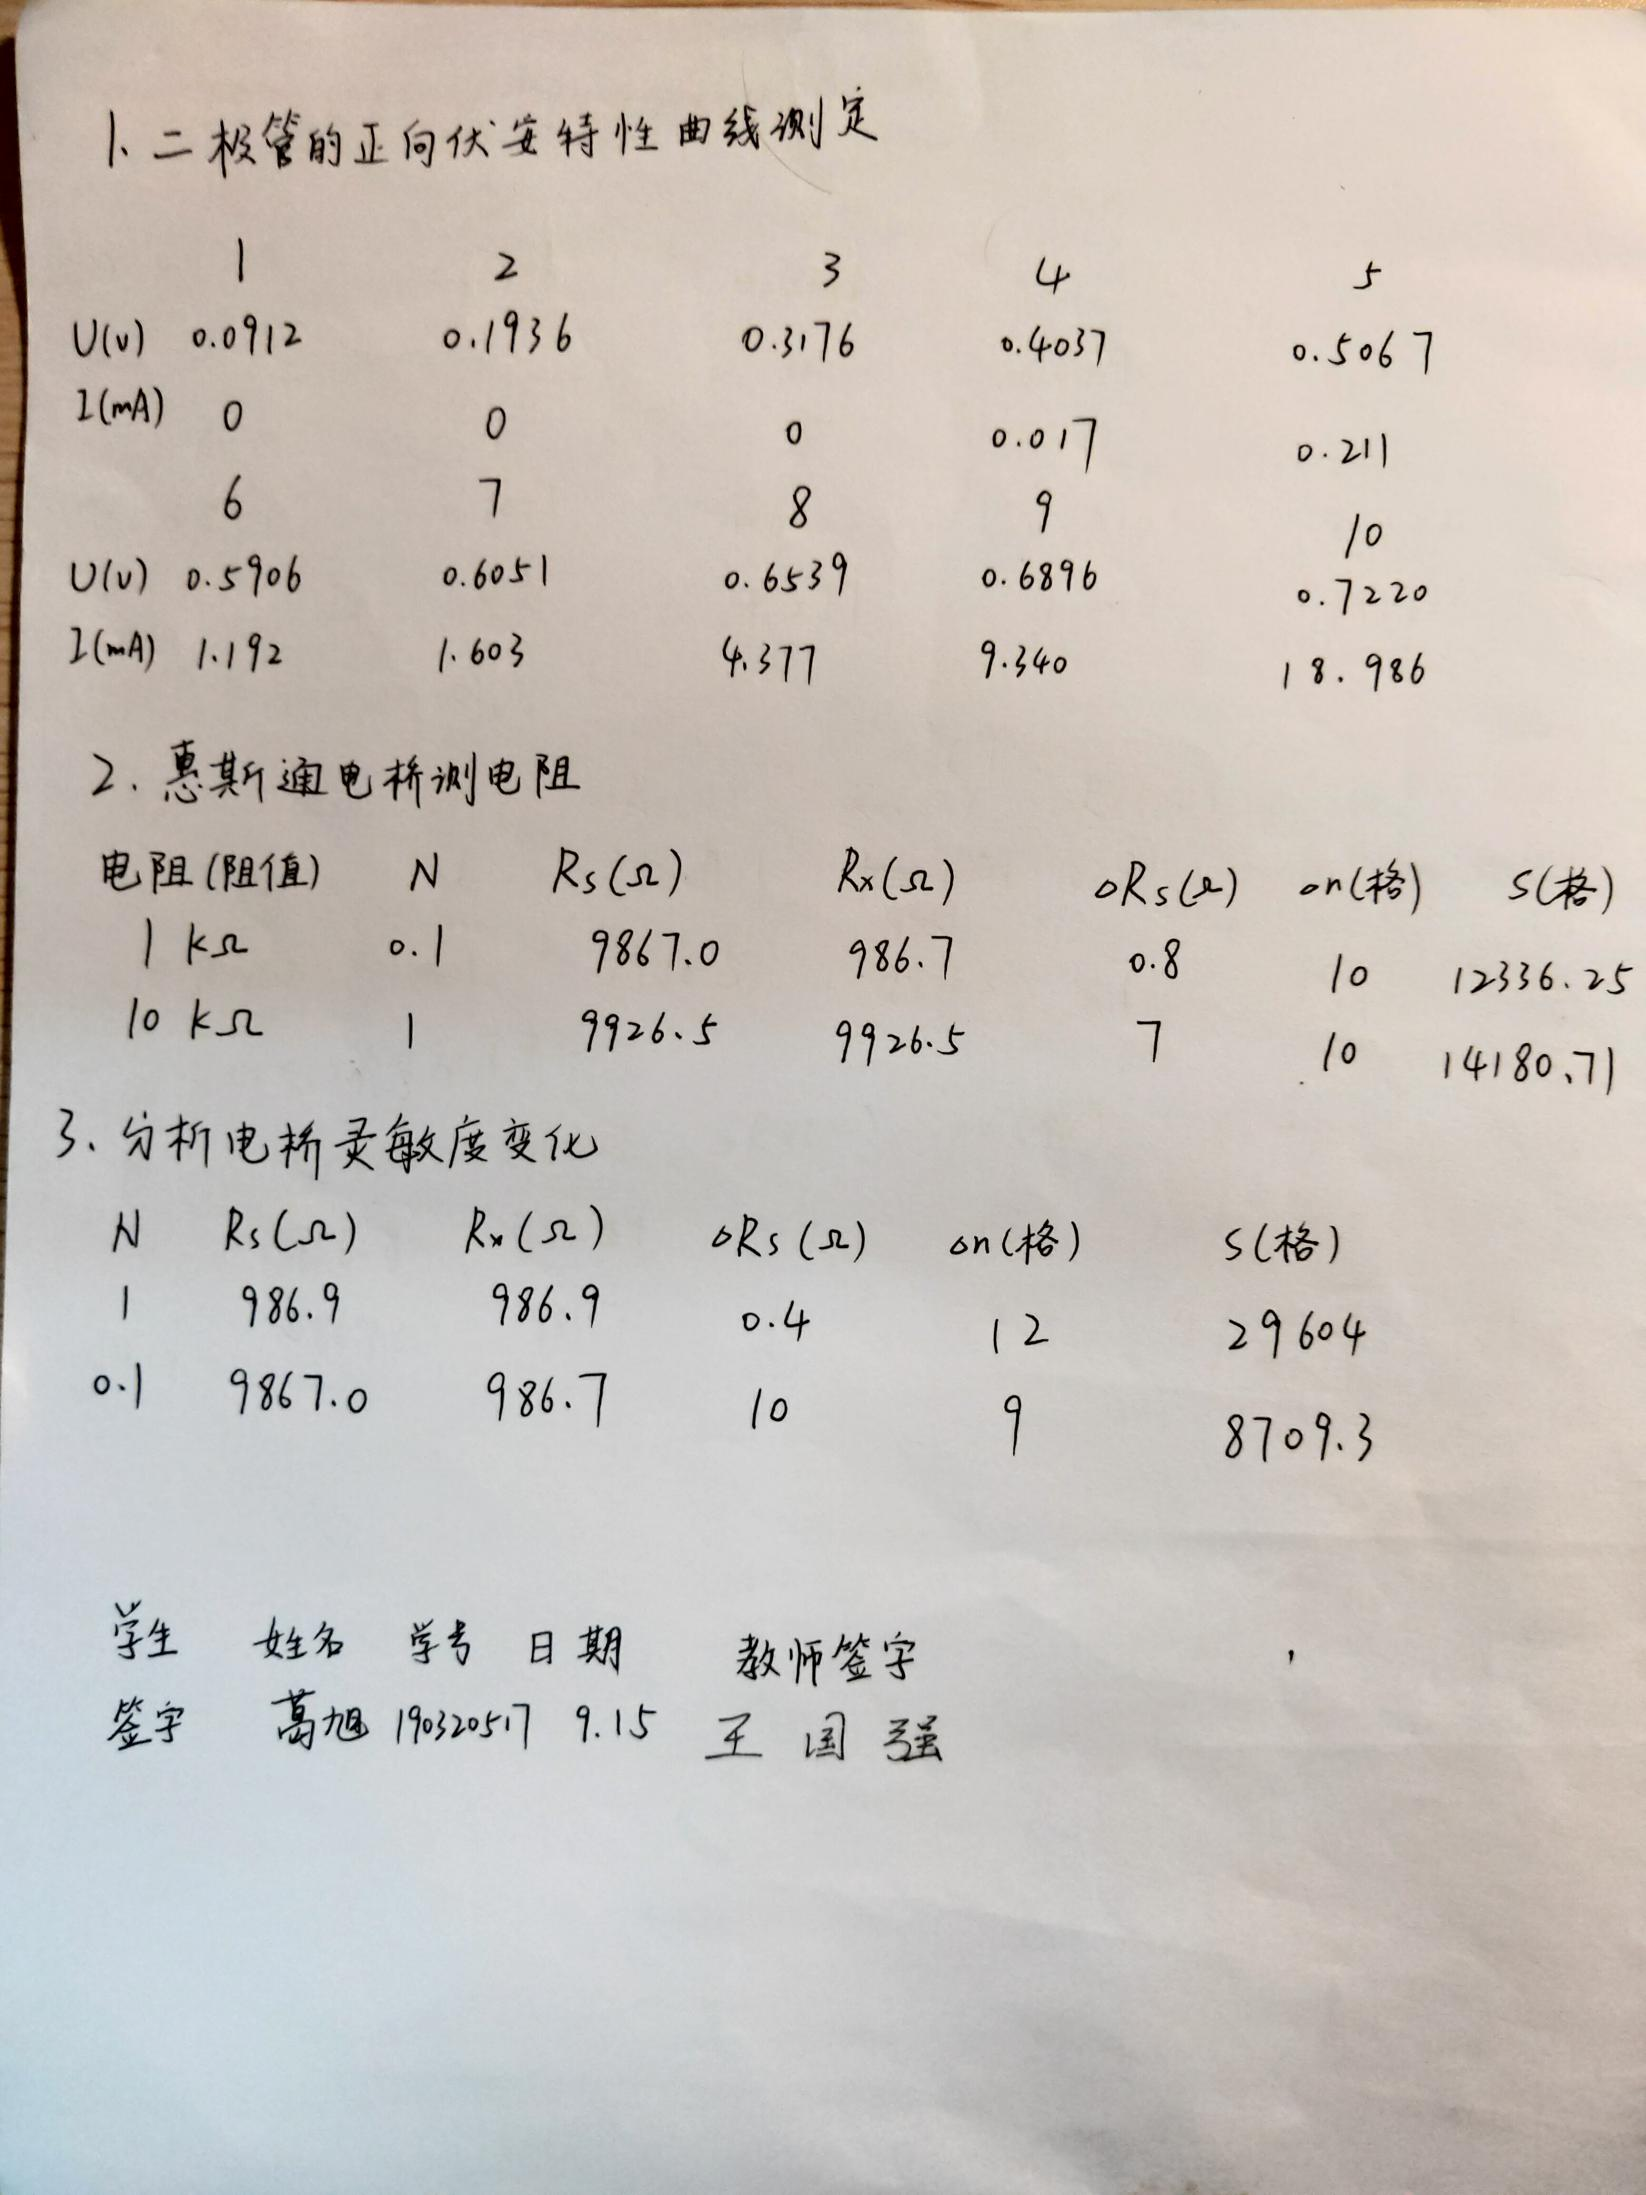 1、二极管的正向伏安特性曲线测定
1 2 3 4 5
U(v) 0.0912 0.1936 0.3176 0.4037 0.5067
I(mA) 0 0 0 0.017 0.211
6 7 8 9 10
U(v) 0.5906 0.6051 0.6539 0.6896 0.7220
I(mA) 1.192 1.603 4.377 9.340 18.986
2. 惠斯通电桥测电阻
电阻(阻值) N Rs(Ω) Rx(Ω) △Rs(Ω) △n(格) S(格)
1 kΩ 0.1 9867.0 986.7 0.8 10 12336.25
10 kΩ 1 9926.5 9926.5 7 10 14180.71
3、分析电桥灵敏度变化
N Rs(Ω) Rx(Ω) △Rs(Ω) △n(格) S(格)
1 986.9 986.9 0.4 12 29604
0.1 9867.0 986.7 10 9 8709.3
学生 姓名 学号 日期 教师签字
签字 葛旭 190320517 9.15 王国强